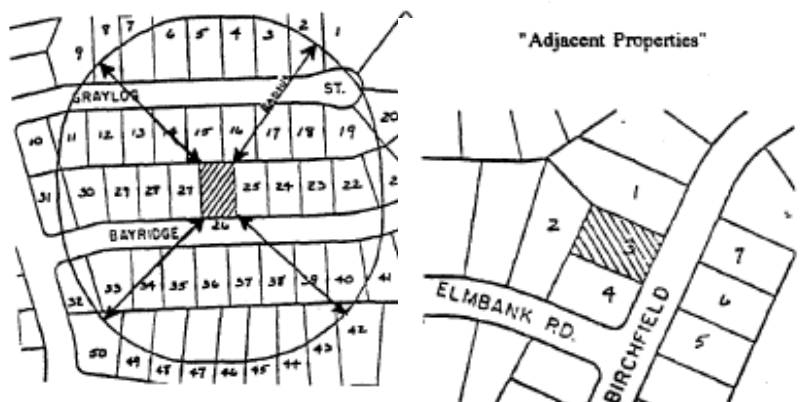 "Adjacent Properties"
9 8 7 6 5 4 3 2 1
GRAYLOG ST.
RADIUS
10 11 12 13 14 15 16 17 18 19 20
31 30 29 28 27 25 24 23 22
26
BAYRIDGE
32 33 34 35 36 37 38 39 40 41
50 49 48 47 46 45 44 43 42
1
2 3 7
4 6
5
ELMBANK RD.
BIRCHFIELD